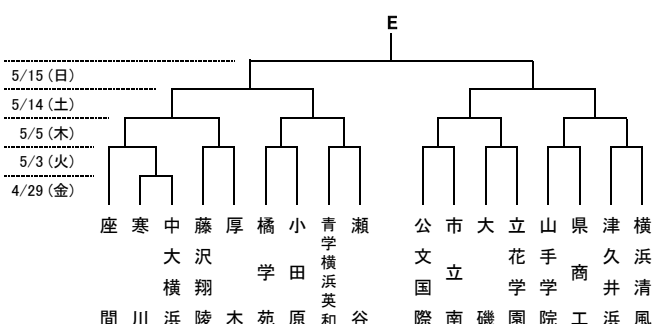 E
5/15(日)
5/14(土)
5/5(木)
5/3(火)
4/29(金)
座間
寒川
中大横浜
藤沢翔陵
厚木
橘学苑
小田原
青学横浜英和
瀬谷
公文国際
市立南
大磯
立花学園
山手学院
県商工
津久井浜
横浜清風